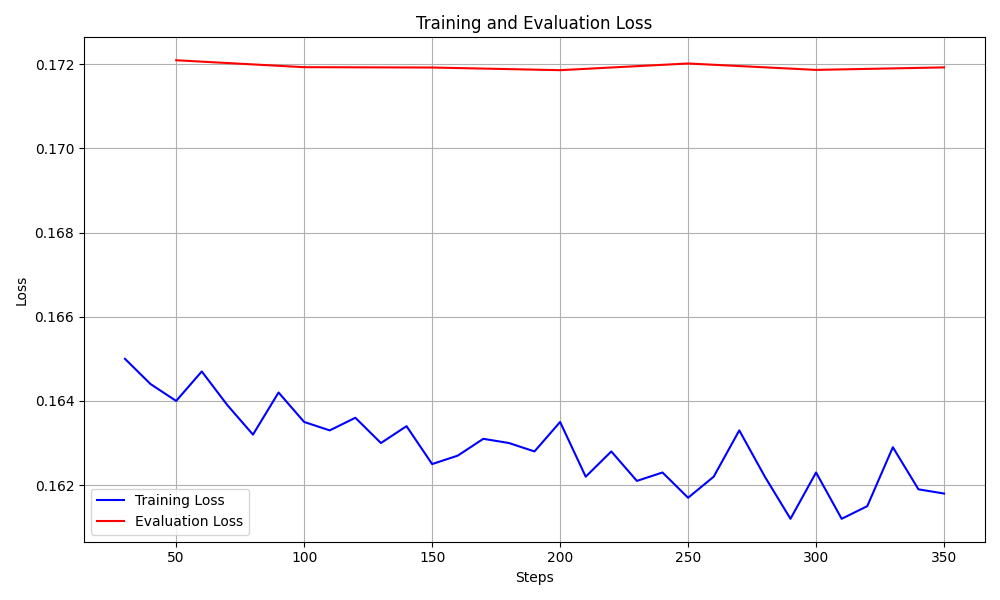 Training and Evaluation Loss
0.172
0.170
0.168
0.166
0.164
0.162
Loss
Training Loss
Evaluation Loss
50
100
150
200
250
300
350
Steps